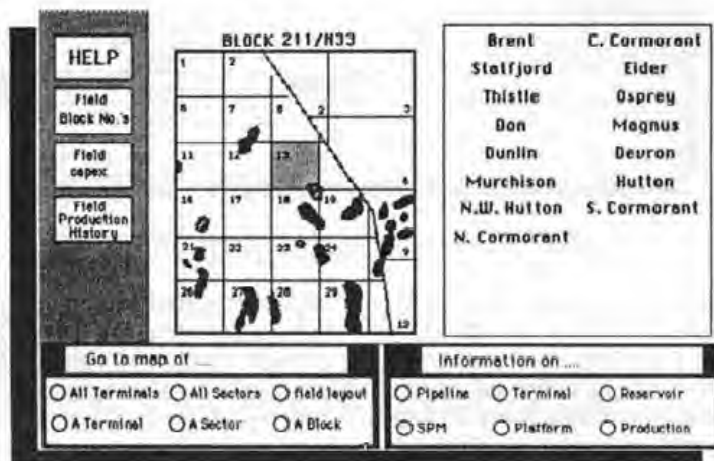 BLOCK 211/N33
HELP
Field
Block No.'s
Field
capex
Field
Production
History
1 2
6 7 8 2 3
11 12 13
16 17 18 19 6
21 22 23 24 9
26 27 28 29 12
Brent C. Cormorant
Statfjord Eider
Thistle Osprey
Don Magnus
Dunlin Devron
Murchison Hutton
N.W. Hutton S. Cormorant
N. Cormorant
Go to map of ....
All Terminals All Sectors field layout
A Terminal A Sector A Block
Information on ....
Pipeline Terminal Reservoir
SPM Platform Production